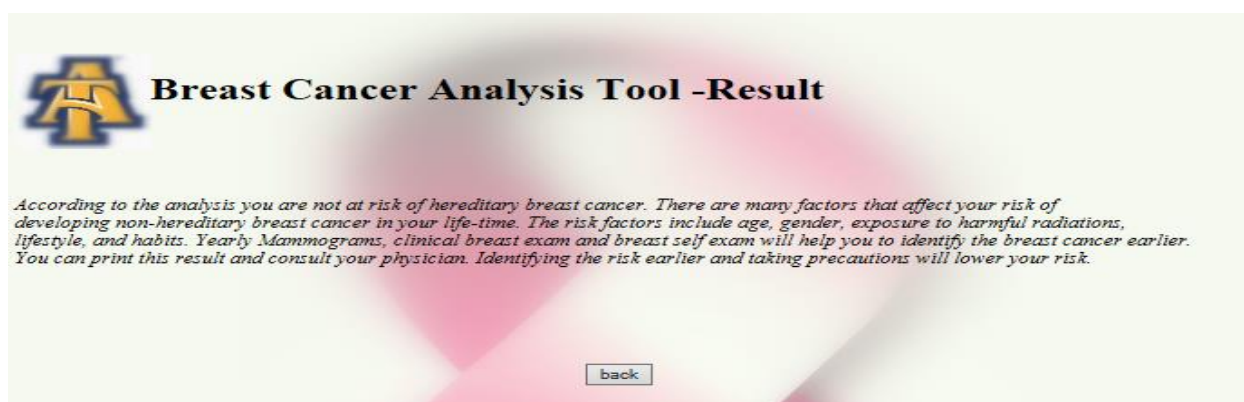 Breast Cancer Analysis Tool -Result
According to the analysis you are not at risk of hereditary breast cancer. There are many factors that affect your risk of
developing non-hereditary breast cancer in your life-time. The risk factors include age, gender, exposure to harmful radiations,
lifestyle, and habits. Yearly Mammograms, clinical breast exam and breast self exam will help you to identify the breast cancer earlier.
You can print this result and consult your physician. Identifying the risk earlier and taking precautions will lower your risk.
back